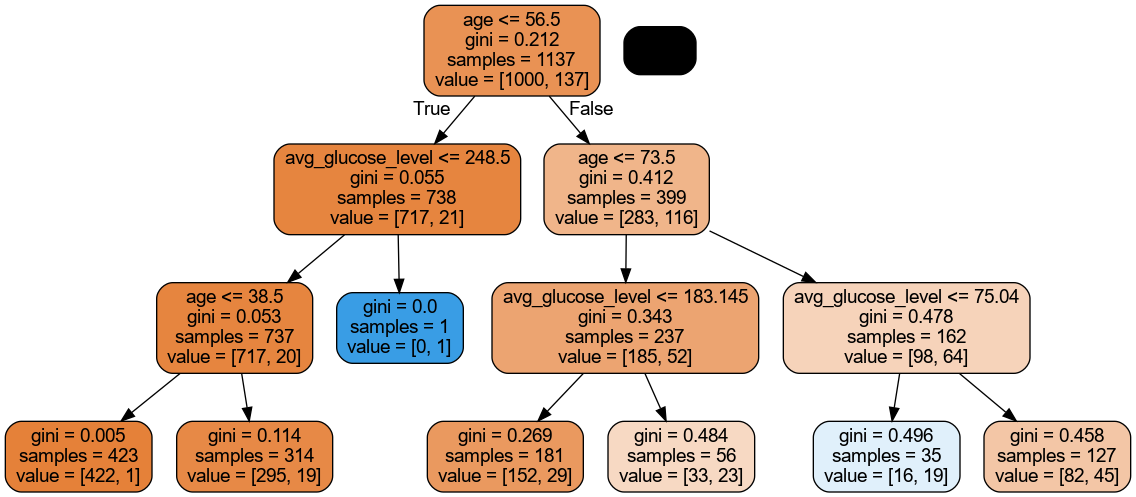 age <= 56.5
gini = 0.212
samples = 1137
value = [1000, 137]
True
False
avg_glucose_level <= 248.5
gini = 0.055
samples = 738
value = [717, 21]
age <= 73.5
gini = 0.412
samples = 399
value = [283, 116]
age <= 38.5
gini = 0.053
samples = 737
value = [717, 20]
gini = 0.0
samples = 1
value = [0, 1]
avg_glucose_level <= 183.145
gini = 0.343
samples = 237
value = [185, 52]
avg_glucose_level <= 75.04
gini = 0.478
samples = 162
value = [98, 64]
gini = 0.005
samples = 423
value = [422, 1]
gini = 0.114
samples = 314
value = [295, 19]
gini = 0.269
samples = 181
value = [152, 29]
gini = 0.484
samples = 56
value = [33, 23]
gini = 0.496
samples = 35
value = [16, 19]
gini = 0.458
samples = 127
value = [82, 45]